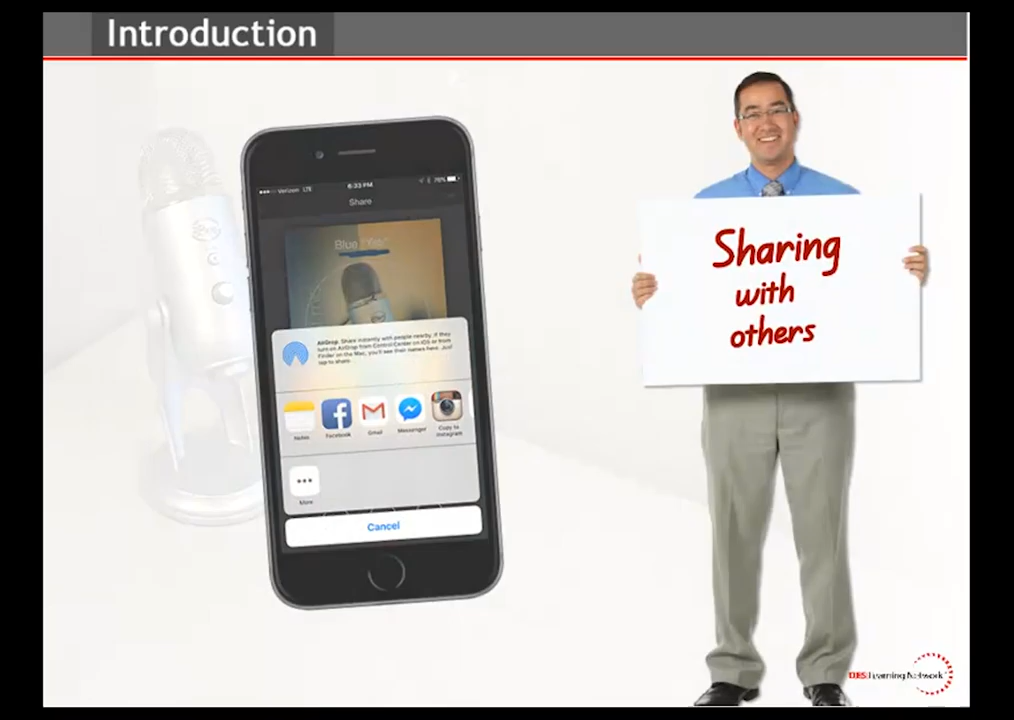 Introduction
Verizon LTE
6:33 PM
76%
Share
Blue Yeti
AirDrop. Share instantly with people nearby. If they
turn on AirDrop from Control Center on iOS or from
Finder on the Mac, you'll see their names here. Just
tap to share.
Notes
Facebook
Gmail
Messenger
Copy to
Instagram
More
Cancel
Sharing
with
others
Learning Network